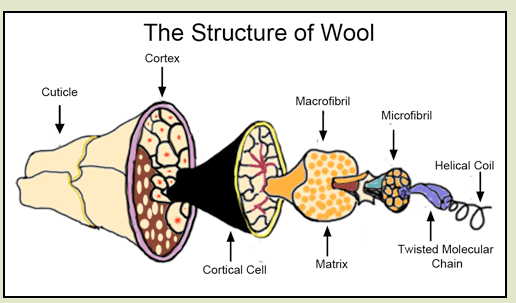 The Structure of Wool
Cortex
Cuticle
Macrofibril
Microfibril
Helical Coil
Cortical Cell
Matrix
Twisted Molecular
Chain